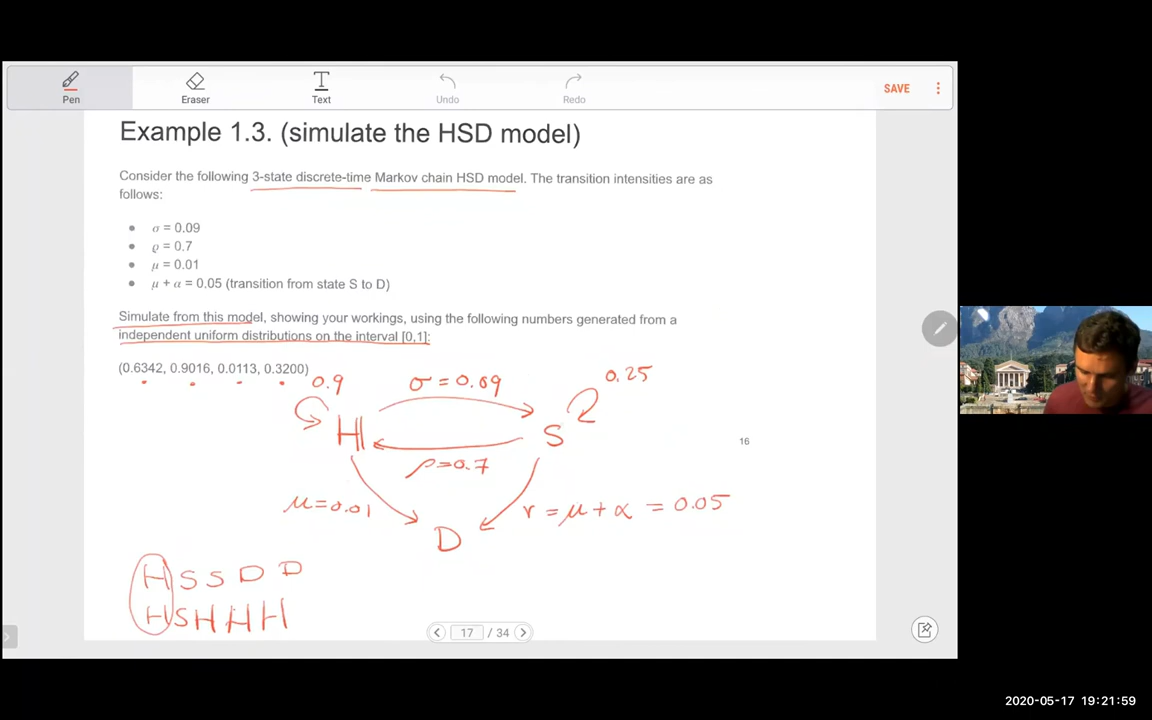 Pen
Eraser
Text
Undo
Redo
SAVE
Example 1.3. (simulate the HSD model)
Consider the following 3-state discrete-time Markov chain HSD model. The transition intensities are as
follows:
● σ = 0.09
● ϱ = 0.7
● μ = 0.01
● μ + α = 0.05 (transition from state S to D)
Simulate from this model, showing your workings, using the following numbers generated from a
independent uniform distributions on the interval [0,1]:
(0.6342, 0.9016, 0.0113, 0.3200)
0.9
σ = 0.09
0.25
H
S
ρ=0.7
μ=0.01
r = μ + α = 0.05
D
H S S D D
H S H H H
16
17 / 34
2020-05-17 19:21:59